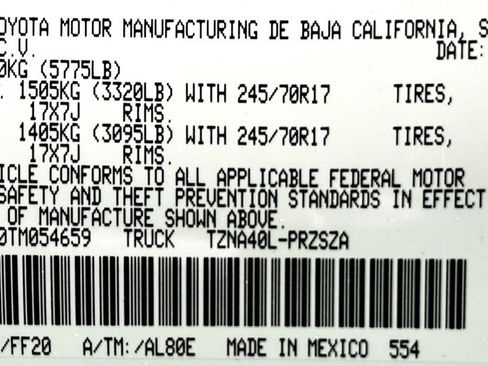 OYOTA MOTOR MANUFACTURING DE BAJA CALIFORNIA, S
C.V. DATE:
0KG (5775LB)
. 1505KG (3320LB) WITH 245/70R17 TIRES,
17X7J RIMS.
1405KG (3095LB) WITH 245/70R17 TIRES,
17X7J RIMS.
ICLE CONFORMS TO ALL APPLICABLE FEDERAL MOTOR
SAFETY AND THEFT PREVENTION STANDARDS IN EFFECT
OF MANUFACTURE SHOWN ABOVE.
0TM054659 TRUCK TZNA40L-PRZSZA
/FF20 A/TM:/AL80E MADE IN MEXICO 554